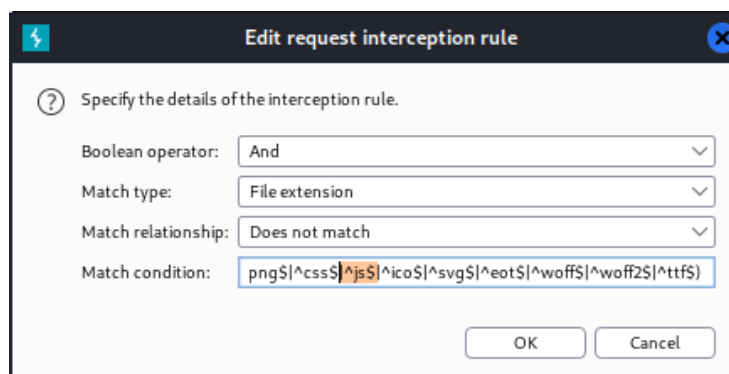 Edit request interception rule
Specify the details of the interception rule.
Boolean operator: And
Match type: File extension
Match relationship: Does not match
Match condition: png$|^css$|^js$|^ico$|^svg$|^eot$|^woff$|^woff2$|^ttf$)
OK Cancel